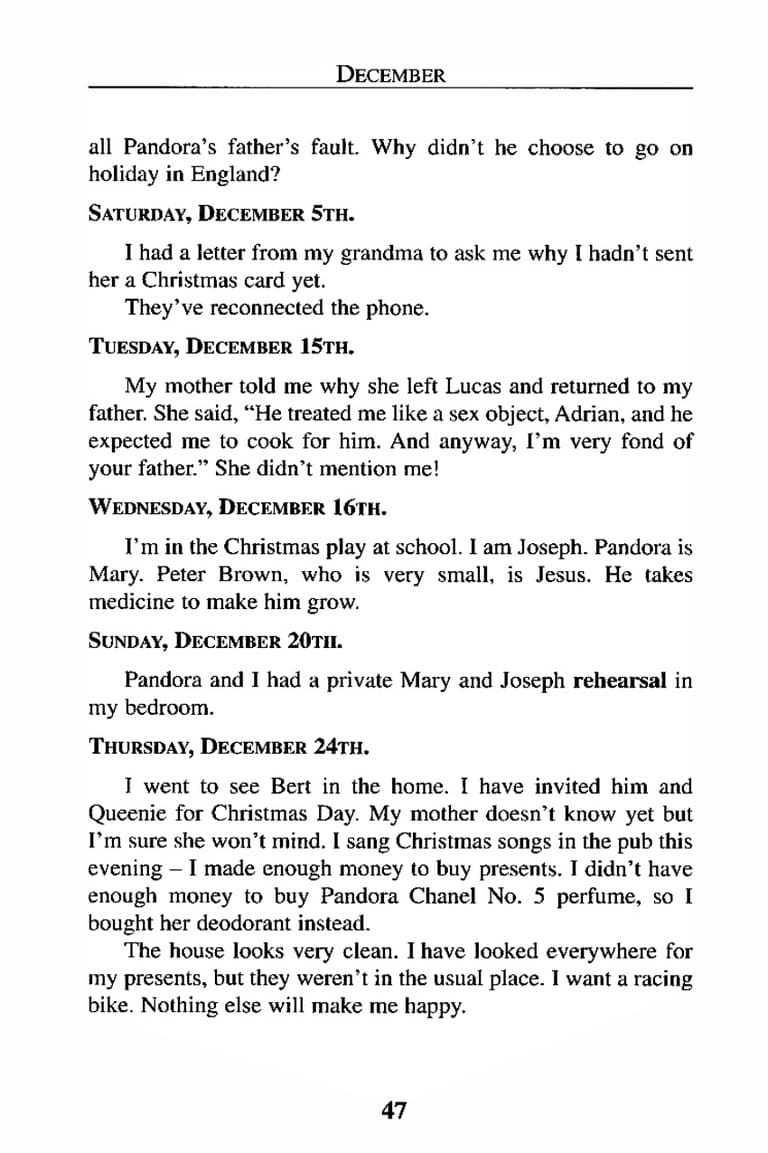 DECEMBER
all Pandora's father's fault. Why didn't he choose to go on
holiday in England?
SATURDAY, DECEMBER 5TH.
I had a letter from my grandma to ask me why I hadn't sent
her a Christmas card yet.
They've reconnected the phone.
TUESDAY, DECEMBER 15TH.
My mother told me why she left Lucas and returned to my
father. She said, “He treated me like a sex object, Adrian, and he
expected me to cook for him. And anyway, I'm very fond of
your father.” She didn't mention me!
WEDNESDAY, DECEMBER 16TH.
I'm in the Christmas play at school. I am Joseph. Pandora is
Mary. Peter Brown, who is very small, is Jesus. He takes
medicine to make him grow.
SUNDAY, DECEMBER 20TH.
Pandora and I had a private Mary and Joseph rehearsal in
my bedroom.
THURSDAY, DECEMBER 24TH.
I went to see Bert in the home. I have invited him and
Queenie for Christmas Day. My mother doesn't know yet but
I'm sure she won't mind. I sang Christmas songs in the pub this
evening – I made enough money to buy presents. I didn't have
enough money to buy Pandora Chanel No. 5 perfume, so I
bought her deodorant instead.
The house looks very clean. I have looked everywhere for
my presents, but they weren't in the usual place. I want a racing
bike. Nothing else will make me happy.
47